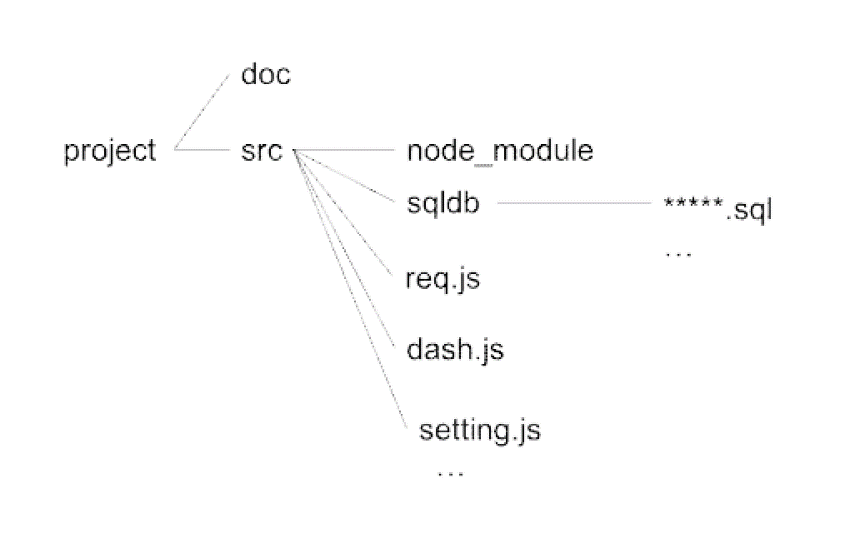 doc
project src node_module
sqldb *****.sql
...
req.js
dash.js
setting.js
...